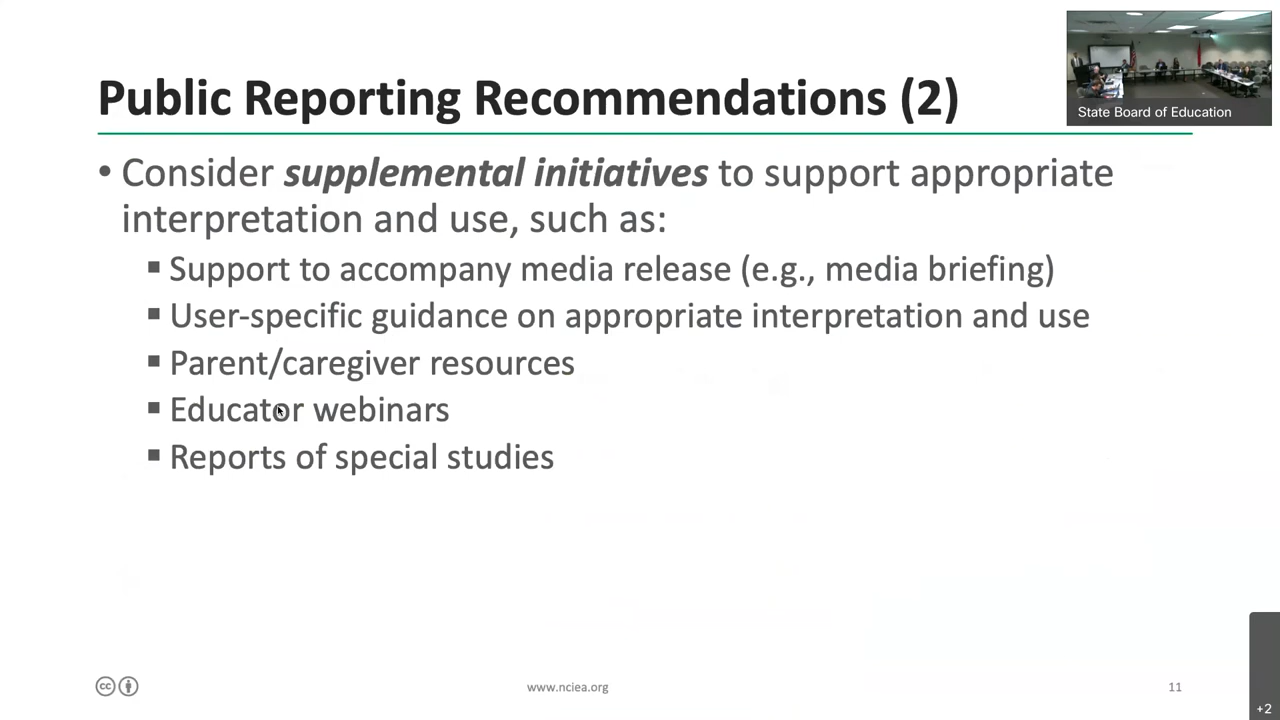 Public Reporting Recommendations (2)
State Board of Education
• Consider supplemental initiatives to support appropriate
interpretation and use, such as:
▪ Support to accompany media release (e.g., media briefing)
▪ User-specific guidance on appropriate interpretation and use
▪ Parent/caregiver resources
▪ Educator webinars
▪ Reports of special studies
cc
www.nciea.org
11
+2